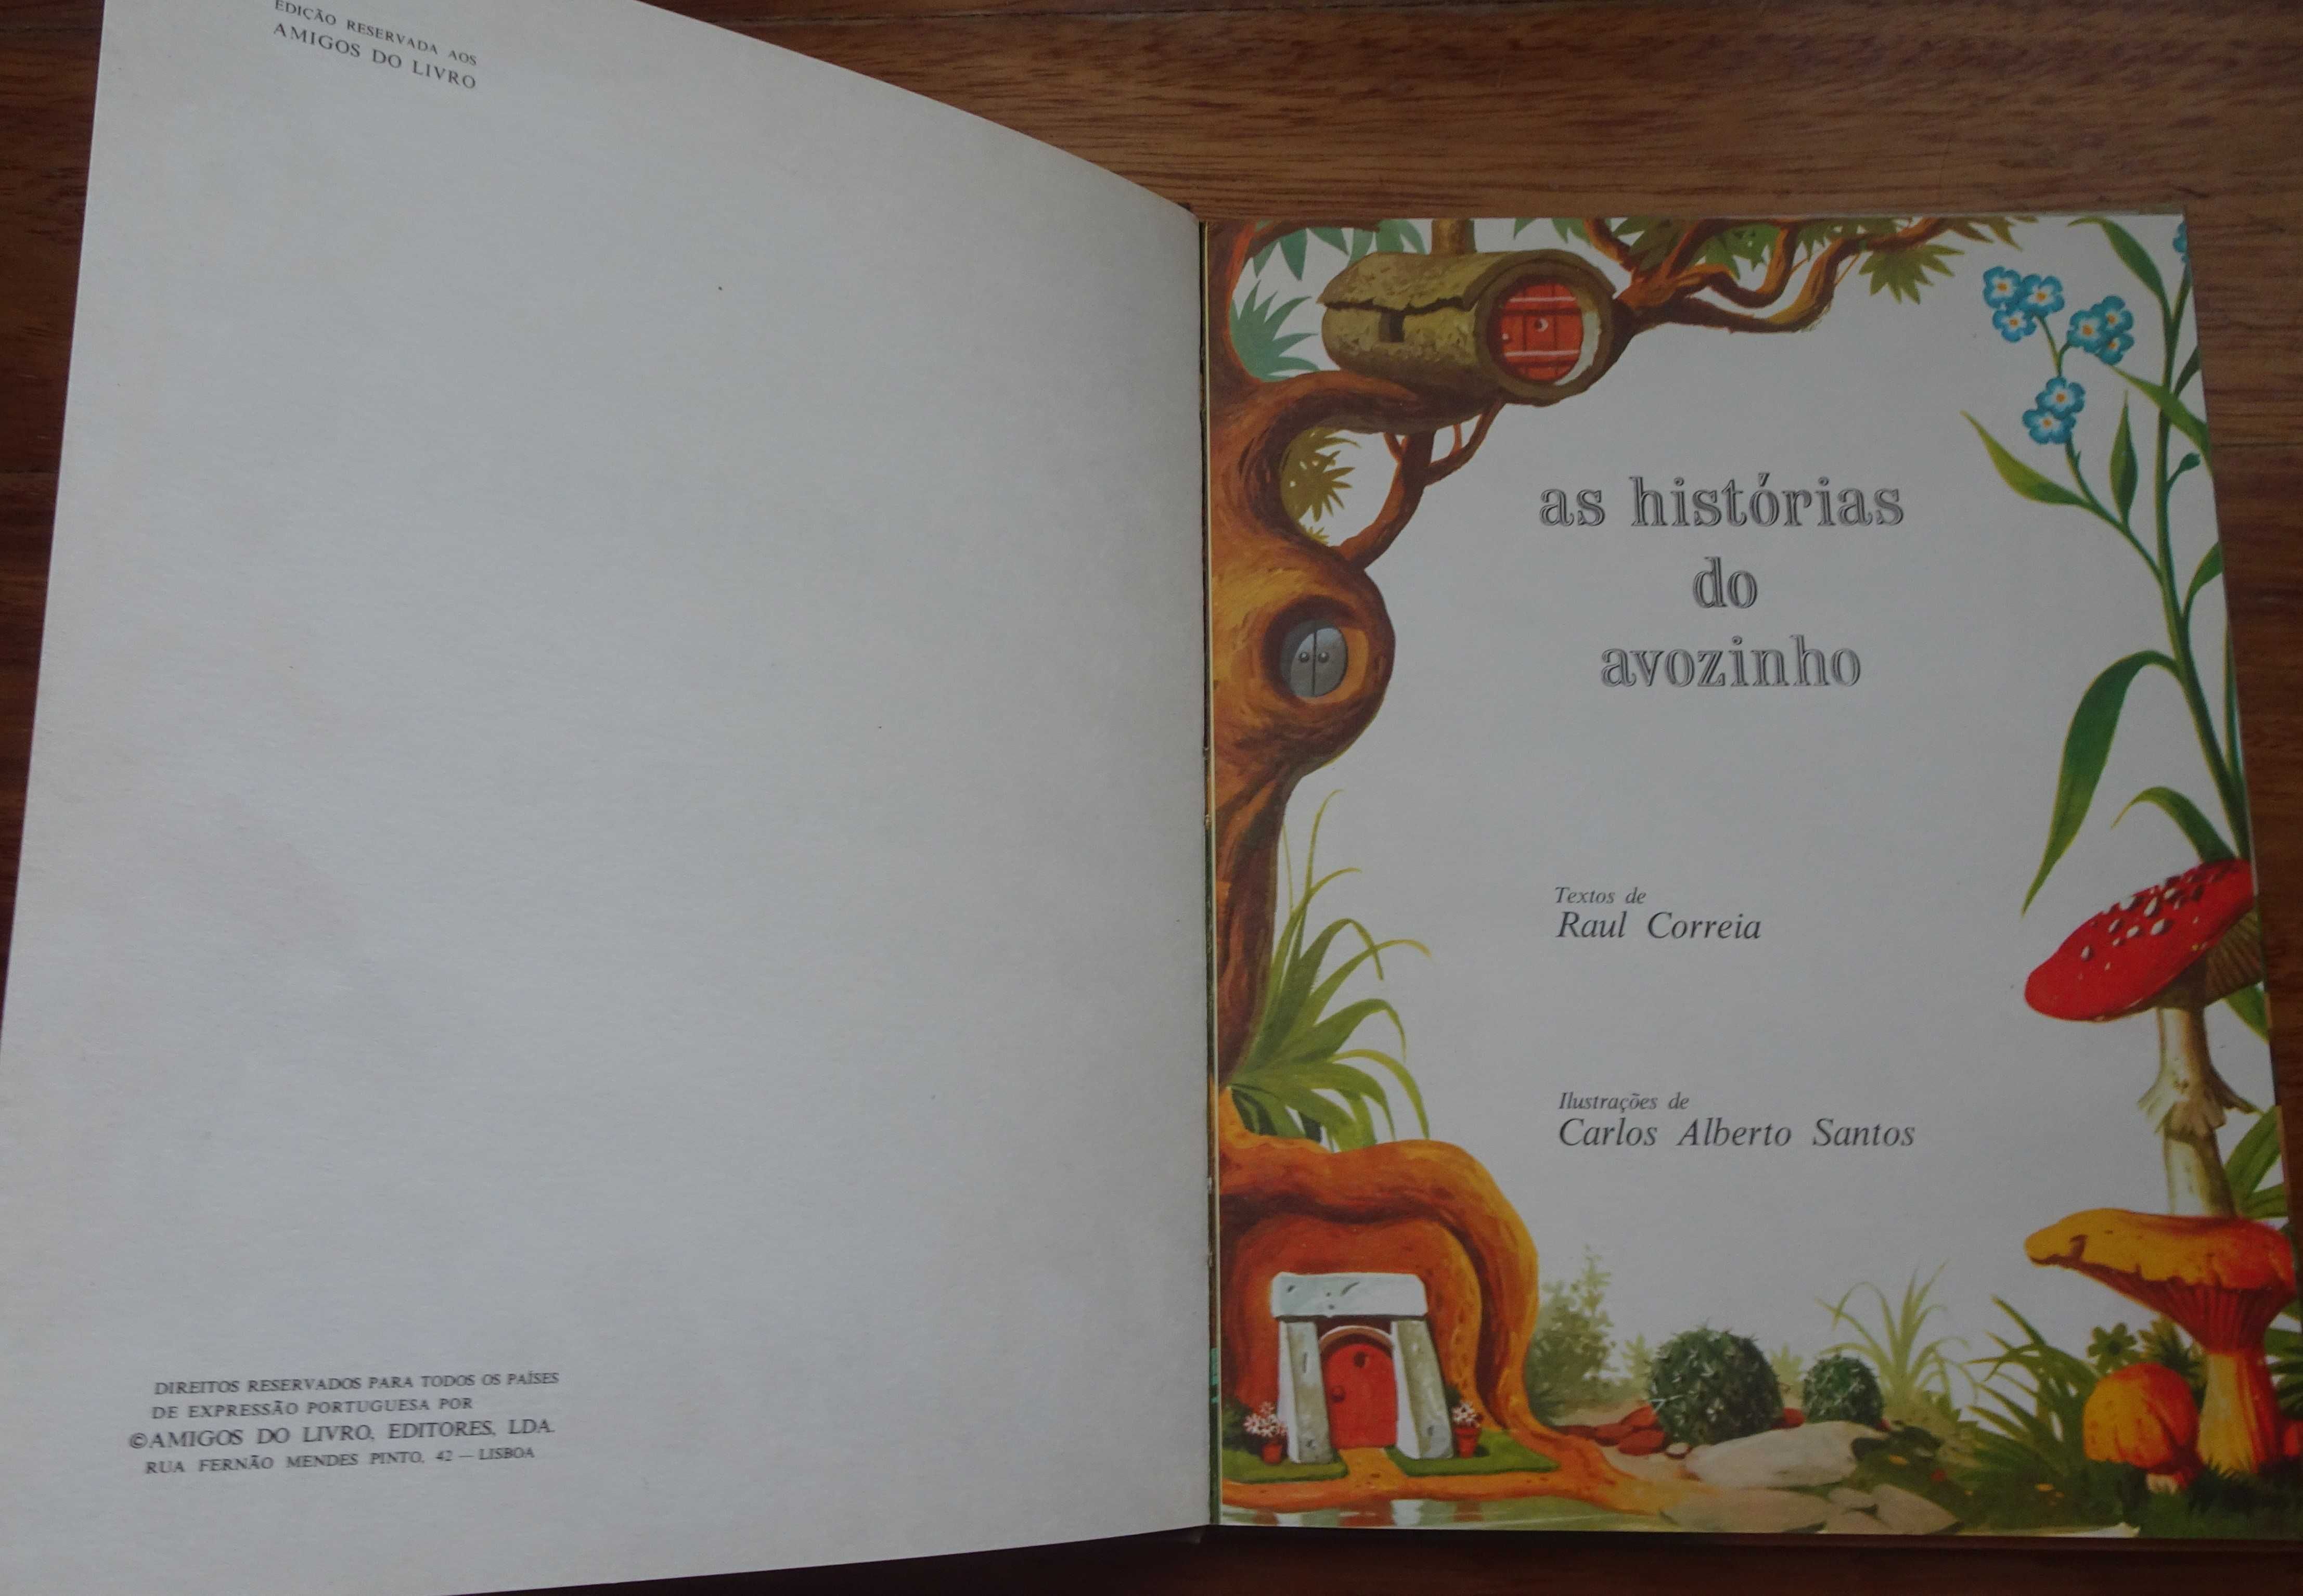 EDIÇÃO RESERVADA AOS
AMIGOS DO LIVRO
DIREITOS RESERVADOS PARA TODOS OS PAÍSES
DE EXPRESSÃO PORTUGUESA POR
©AMIGOS DO LIVRO, EDITORES, LDA.
RUA FERNÃO MENDES PINTO, 42 — LISBOA
as histórias
do
avozinho
Textos de
Raul Correia
Ilustrações de
Carlos Alberto Santos